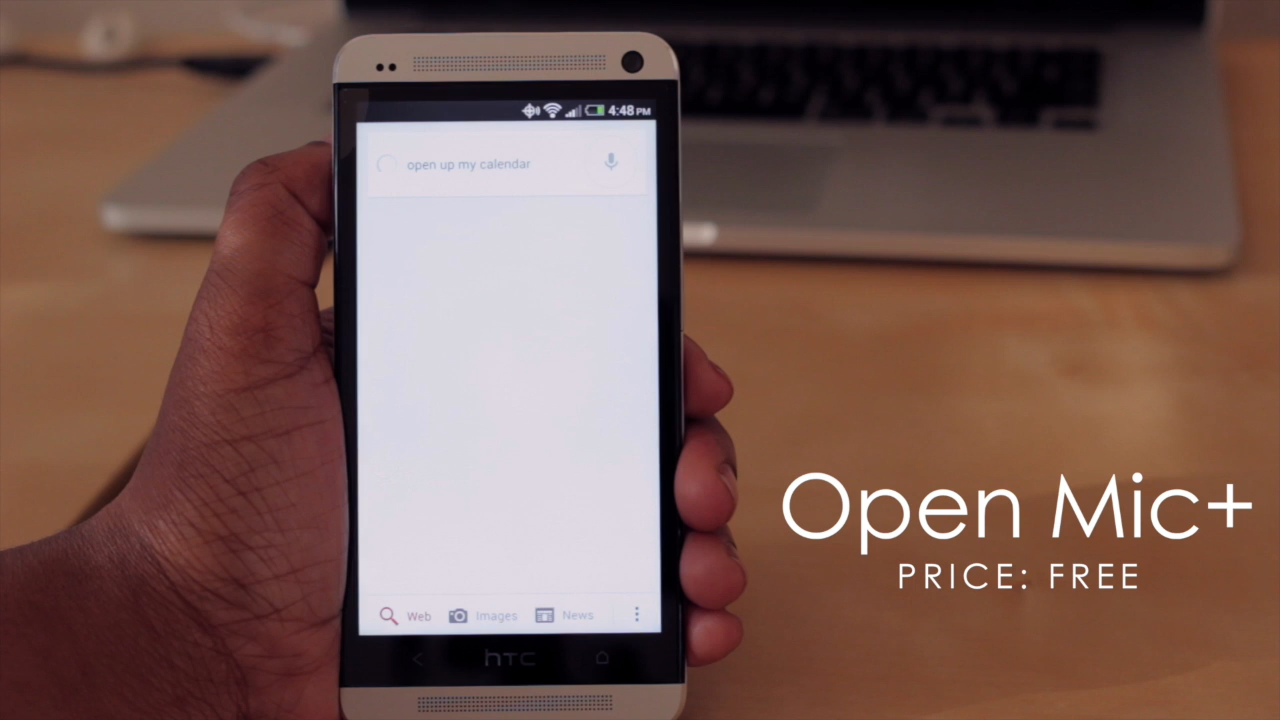 4:48 PM
open up my calendar
Web Images News
hTC
Open Mic+
PRICE: FREE